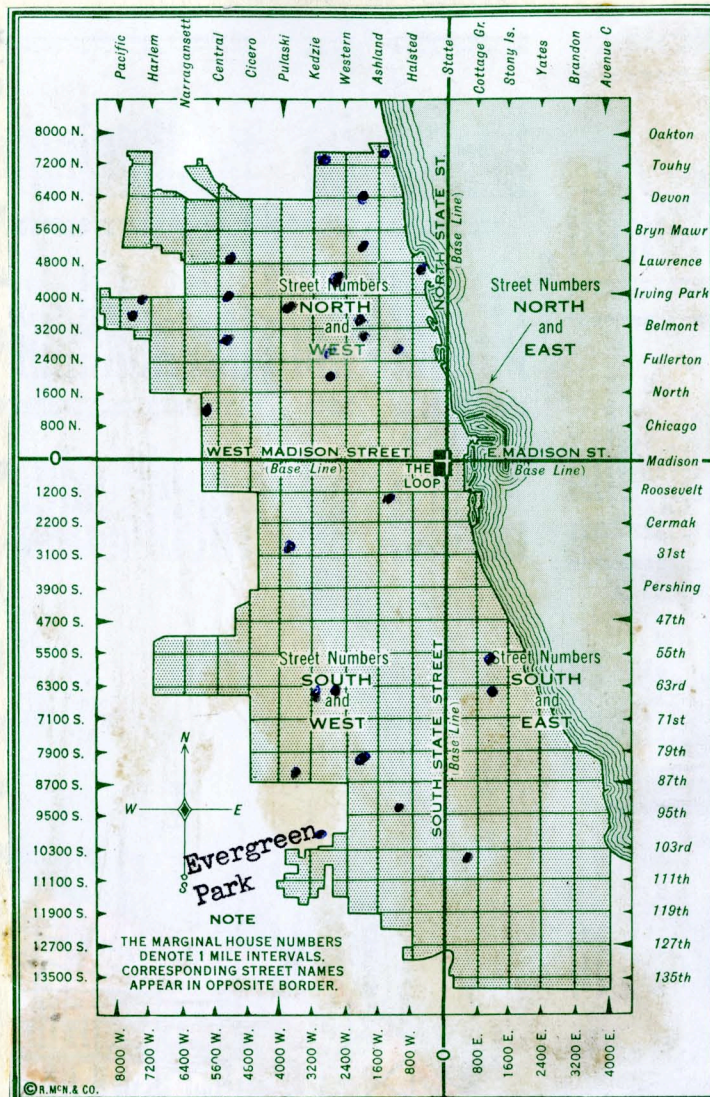 Pacific
Harlem
Narragansett
Central
Cicero
Pulaski
Kedzie
Western
Ashland
Halsted
State
Cottage Gr.
Stony Is.
Yates
Brandon
Avenue C
8000 N.
7200 N.
6400 N.
5600 N.
4800 N.
4000 N.
3200 N.
2400 N.
1600 N.
800 N.
0
1200 S.
2200 S.
3100 S.
3900 S.
4700 S.
5500 S.
6300 S.
7100 S.
7900 S.
8700 S.
9500 S.
10300 S.
11100 S.
11900 S.
12700 S.
13500 S.
Oakton
Touhy
Devon
Bryn Mawr
Lawrence
Irving Park
Belmont
Fullerton
North
Chicago
Madison
Roosevelt
Cermak
31st
Pershing
47th
55th
63rd
71st
79th
87th
95th
103rd
111th
119th
127th
135th
NORTH STATE ST.
(Base Line)
Street Numbers
NORTH
and
WEST
Street Numbers
NORTH
and
EAST
WEST MADISON STREET
(Base Line)
THE
LOOP
E. MADISON ST.
(Base Line)
Street Numbers
SOUTH
and
WEST
SOUTH STATE STREET
(Base Line)
Street Numbers
SOUTH
and
EAST
N
W
E
S
Evergreen
Park
NOTE
THE MARGINAL HOUSE NUMBERS
DENOTE 1 MILE INTERVALS.
CORRESPONDING STREET NAMES
APPEAR IN OPPOSITE BORDER.
8000 W.
7200 W.
6400 W.
5600 W.
4800 W.
4000 W.
3200 W.
2400 W.
1600 W.
800 W.
0
800 E.
1600 E.
2400 E.
3200 E.
4000 E.
© R. McN. & CO.